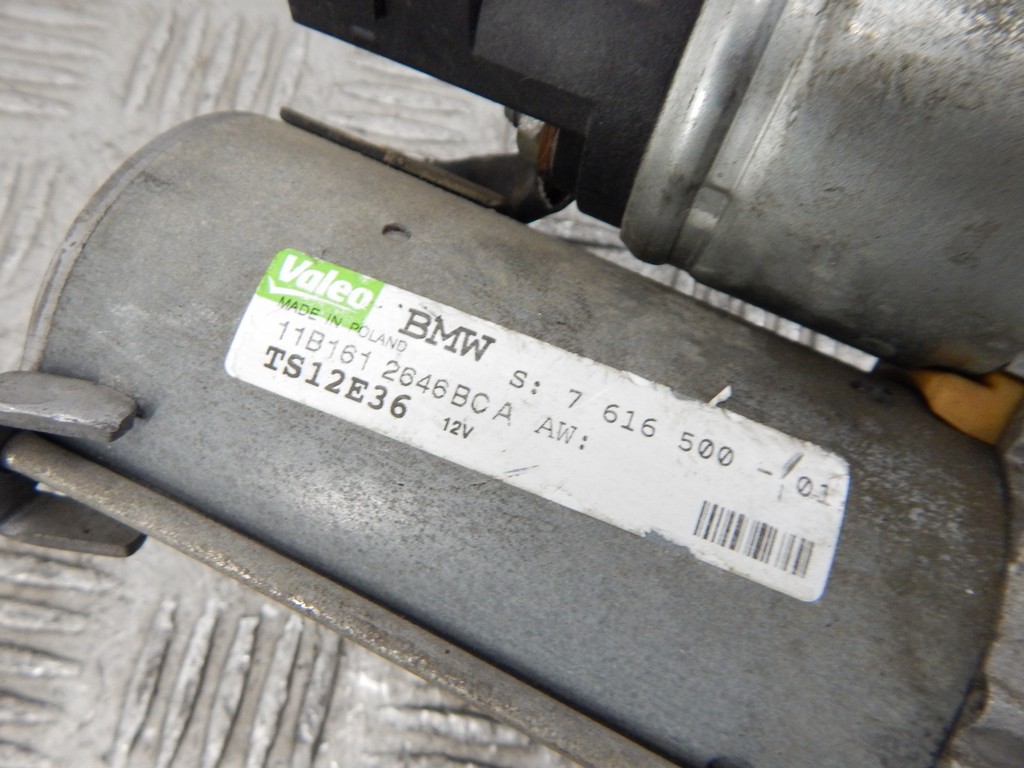 Valeo
MADE IN POLAND
BMW
S: 7 616 500 - 01
11B161 2646BCA AW:
TS12E36
12V